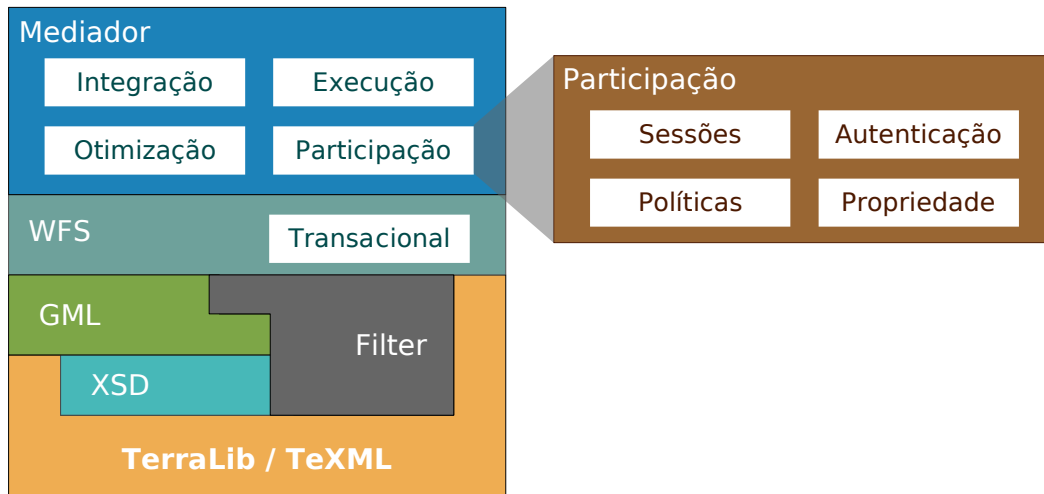 Mediador
Integração
Execução
Otimização
Participação
WFS
Transacional
GML
Filter
XSD
TerraLib / TeXML
Participação
Sessões
Autenticação
Políticas
Propriedade